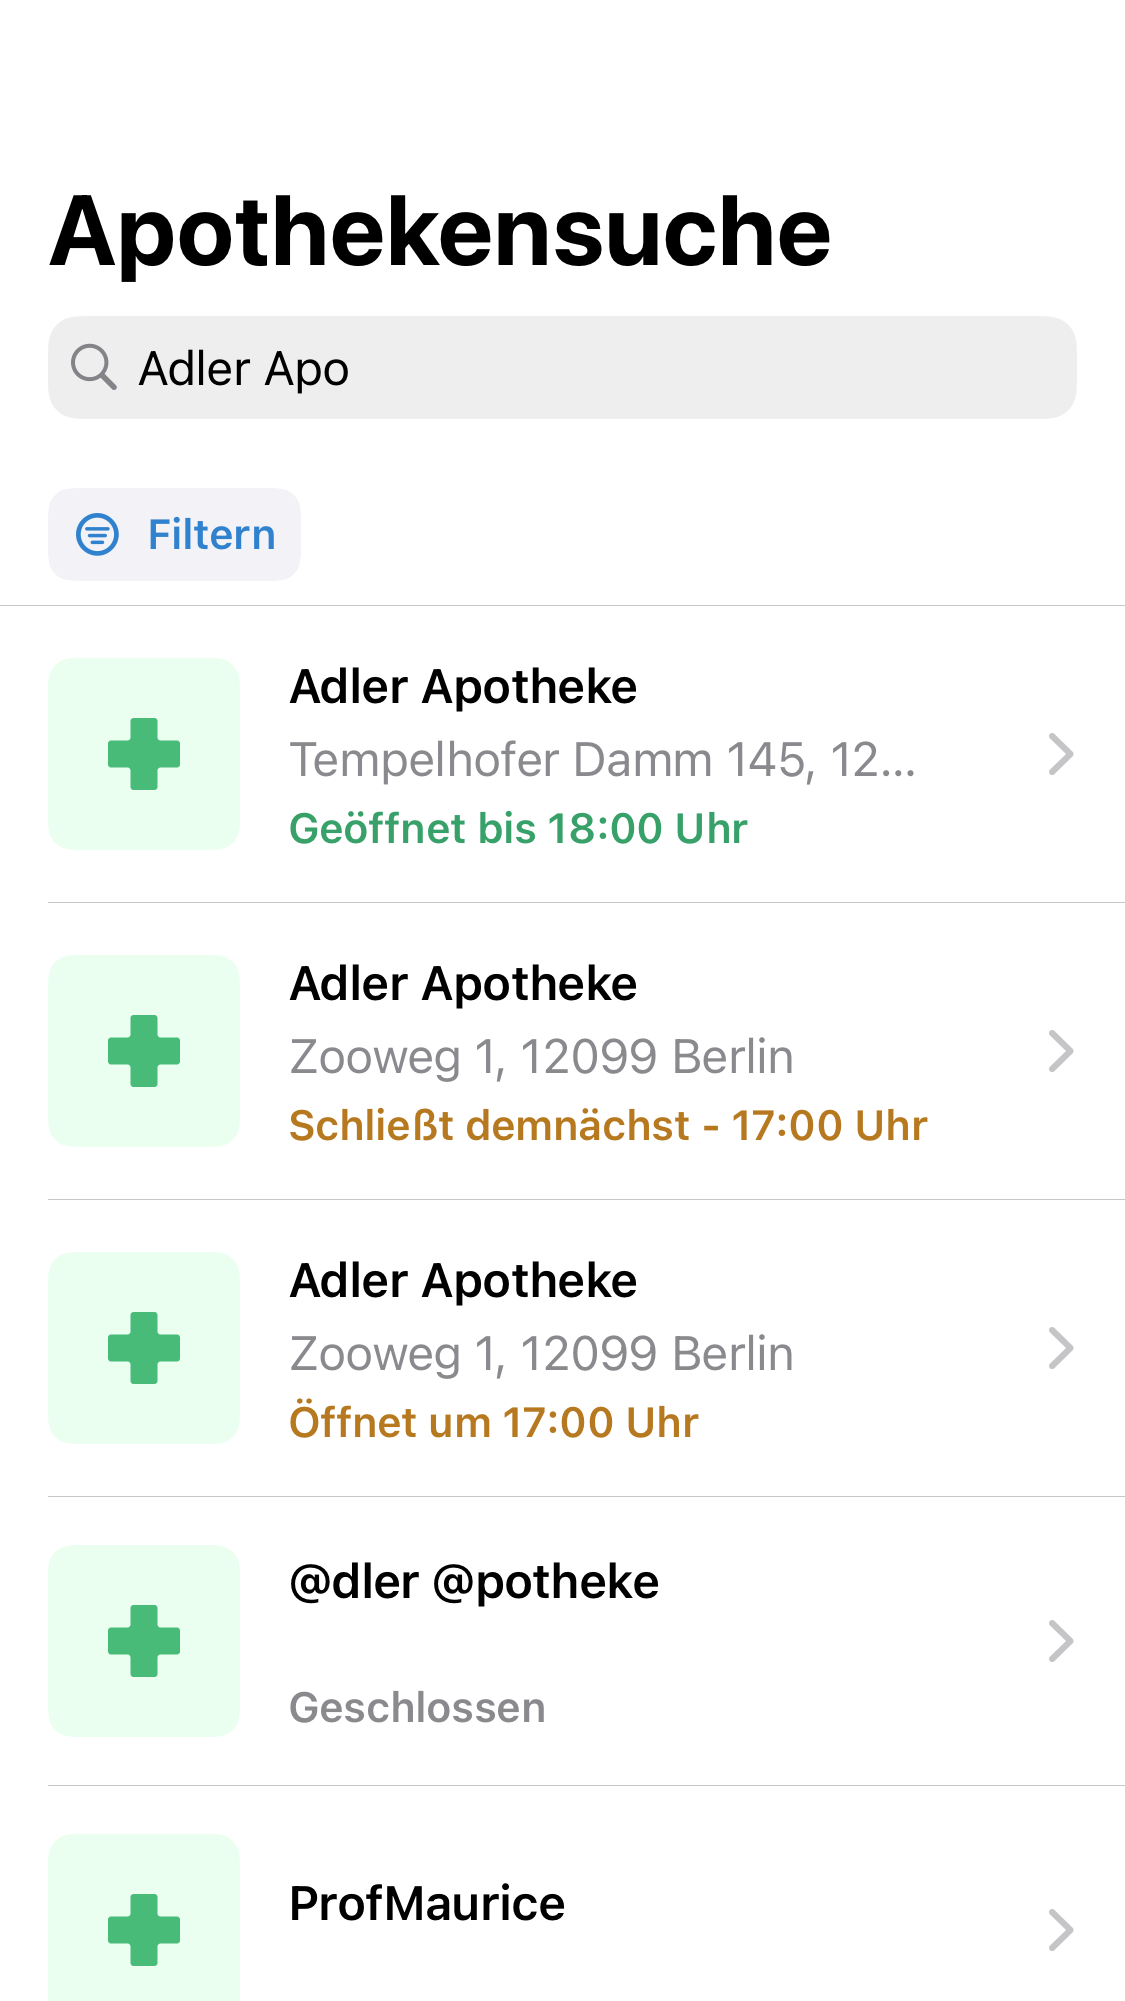 Apothekensuche
Adler Apo
Filtern
Adler Apotheke
Tempelhofer Damm 145, 12...
Geöffnet bis 18:00 Uhr
Adler Apotheke
Zooweg 1, 12099 Berlin
Schließt demnächst - 17:00 Uhr
Adler Apotheke
Zooweg 1, 12099 Berlin
Öffnet um 17:00 Uhr
@dler @potheke
Geschlossen
ProfMaurice